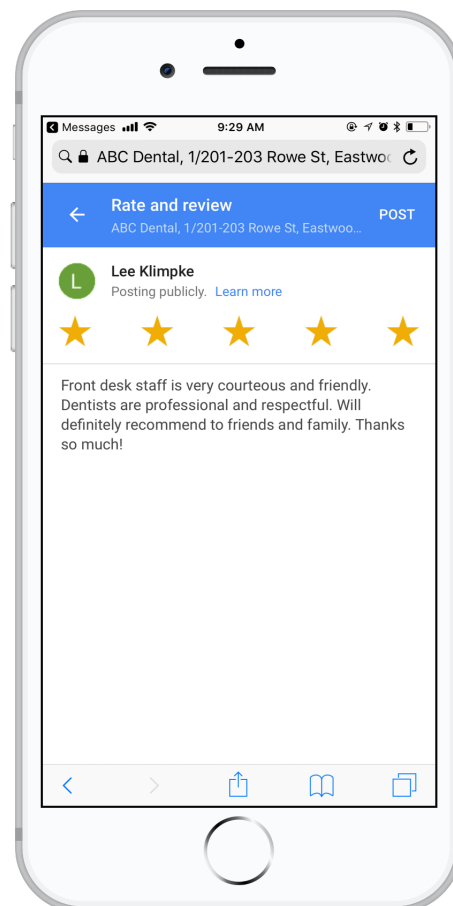 Messages 9:29 AM
ABC Dental, 1/201-203 Rowe St, Eastwoo
Rate and review
POST
ABC Dental, 1/201-203 Rowe St, Eastwoo...
L
Lee Klimpke
Posting publicly. Learn more
Front desk staff is very courteous and friendly.
Dentists are professional and respectful. Will
definitely recommend to friends and family. Thanks
so much!